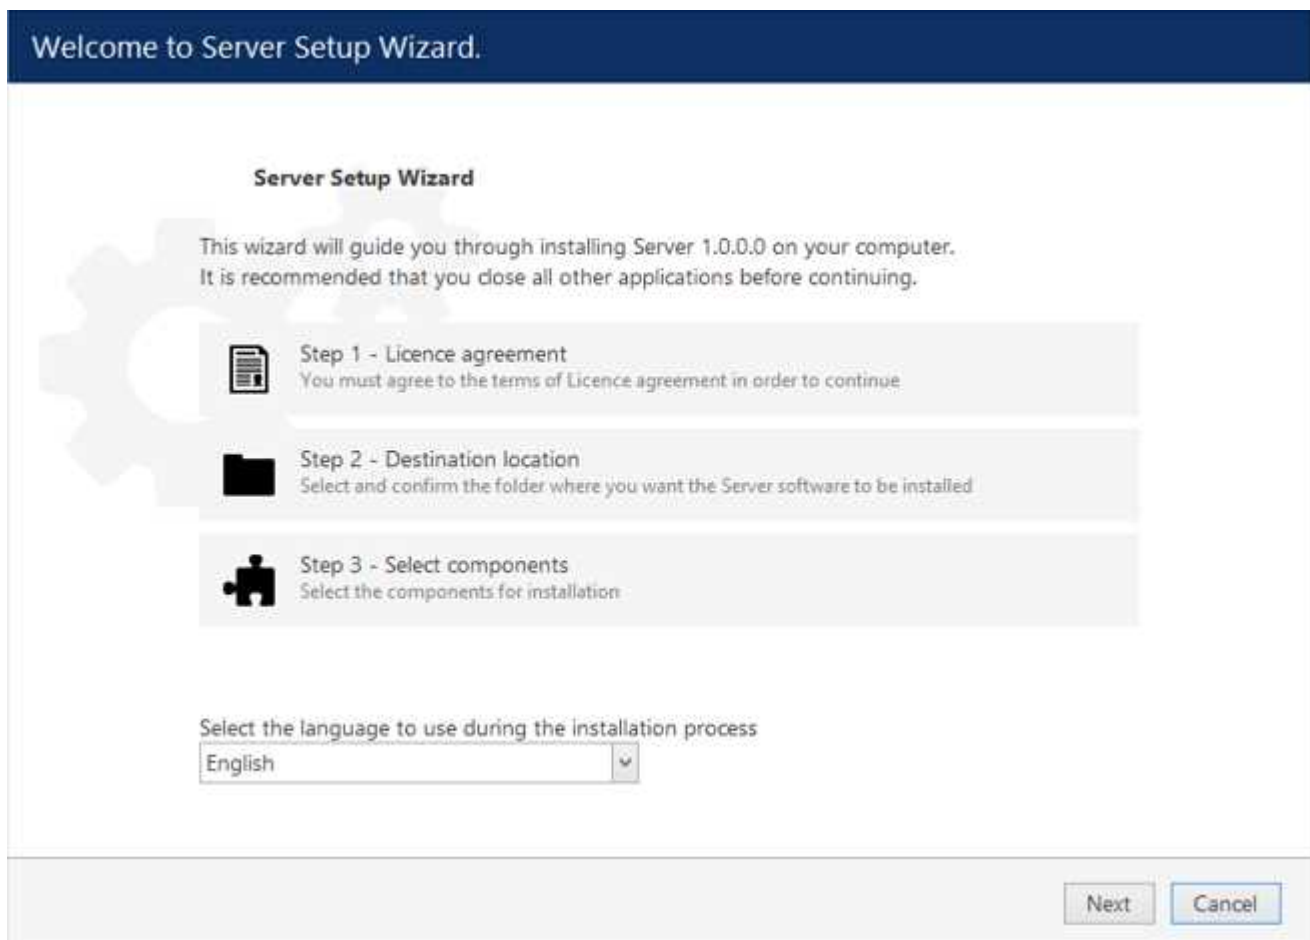 Welcome to Server Setup Wizard.
Server Setup Wizard
This wizard will guide you through installing Server 1.0.0.0 on your computer.
It is recommended that you close all other applications before continuing.
Step 1 - Licence agreement
You must agree to the terms of Licence agreement in order to continue
Step 2 - Destination location
Select and confirm the folder where you want the Server software to be installed
Step 3 - Select components
Select the components for installation
Select the language to use during the installation process
English
Next
Cancel